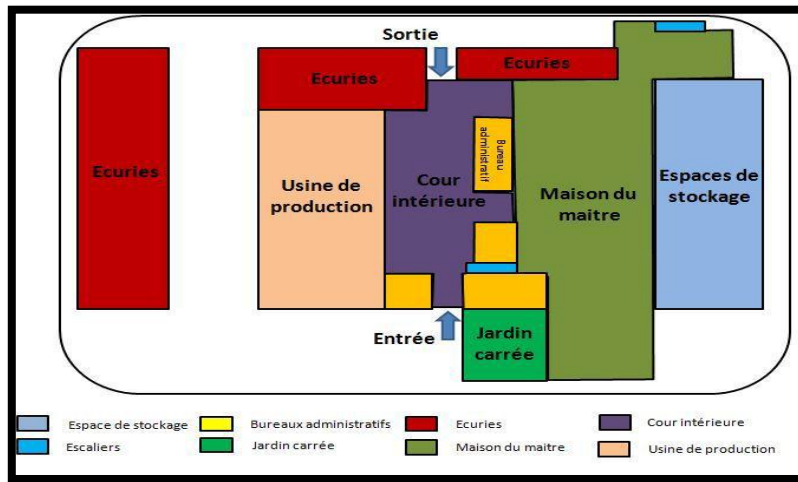 Sortie
Ecuries
Ecuries
Ecuries
Usine de
production
Cour
intérieure
Bureau
administratif
Maison du
maitre
Espaces de
stockage
Entrée
Jardin
carrée
Espace de stockage
Bureaux administratifs
Ecuries
Cour intérieure
Escaliers
Jardin carrée
Maison du maitre
Usine de production